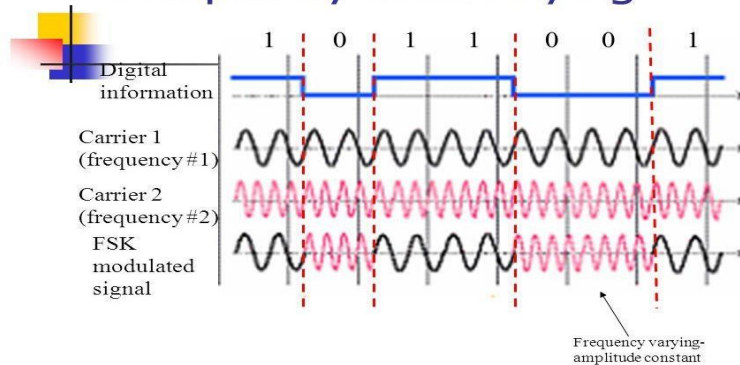 1 0 1 1 0 0 1
Digital
information
Carrier 1
(frequency #1)
Carrier 2
(frequency #2)
FSK
modulated
signal
Frequency varying-
amplitude constant